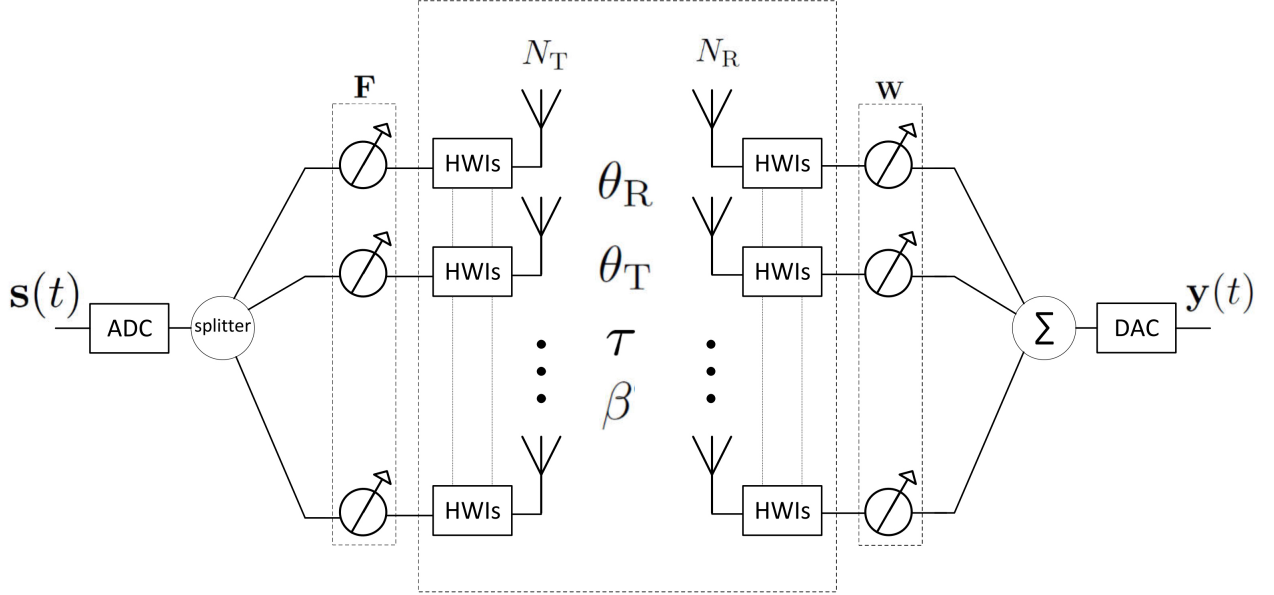 N_T
N_R
F
w
HWIs
HWIs
θ_R
HWIs
HWIs
θ_T
s(t)
ADC
splitter
τ
Σ
DAC
y(t)
β
HWIs
HWIs